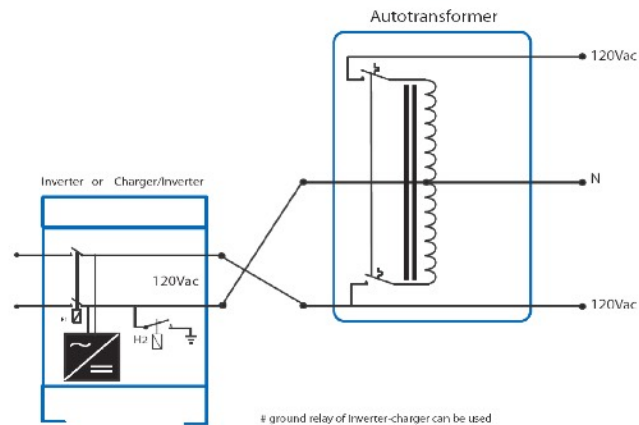 Autotransformer
120Vac
Inverter or Charger/Inverter
N
120Vac
H2
120Vac
# ground relay of Inverter-charger can be used